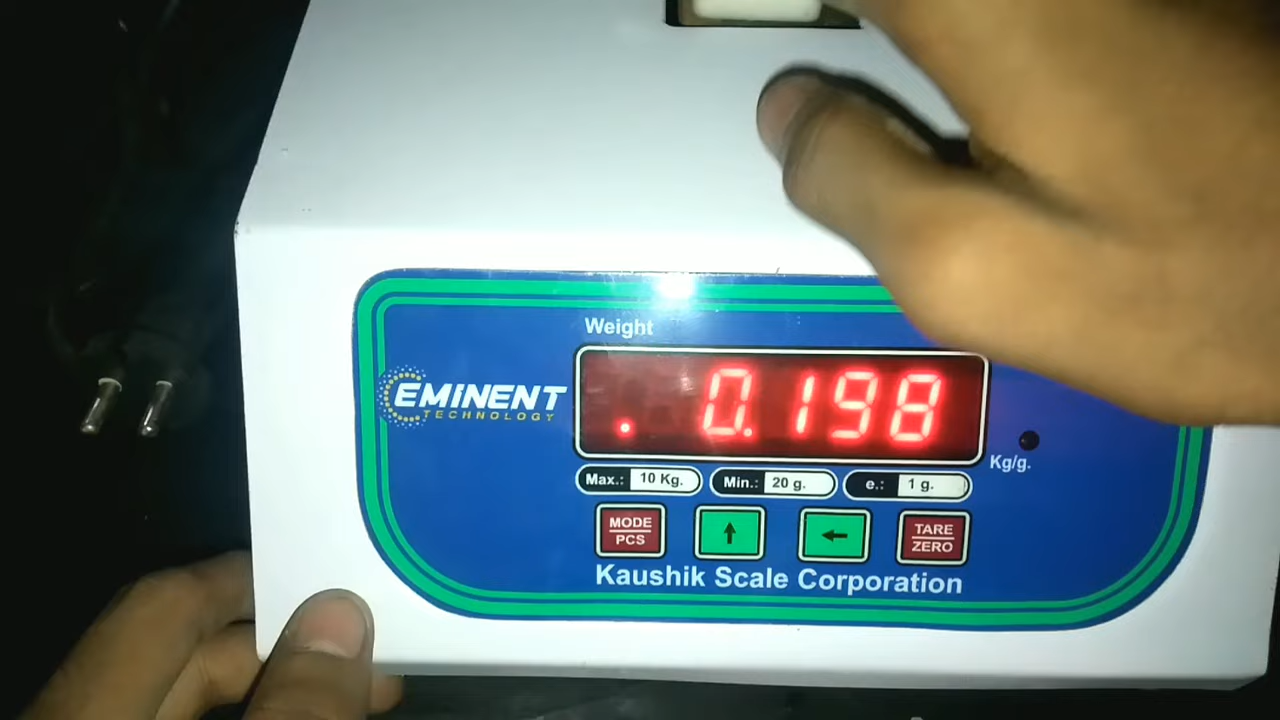 Weight
EMINENT
TECHNOLOGY
. 0.198
Kg/g.
Max.: 10 Kg. Min.: 20 g. e.: 1 g.
MODE
PCS
↑
←
TARE
ZERO
Kaushik Scale Corporation